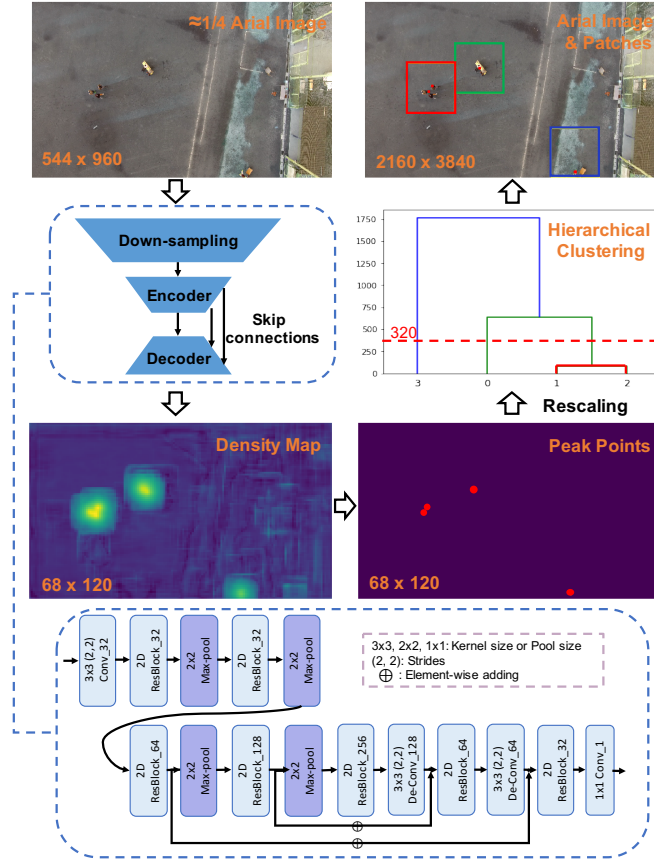 ≈1/4 Arial Image
544 x 960
Arial Image
& Patches
2160 x 3840
Down-sampling
Encoder
Skip
connections
Decoder
Hierarchical
Clustering
1750
1500
1250
1000
750
500
250
0
320
3 0 1 2
Rescaling
Density Map
68 x 120
Peak Points
68 x 120
3x3 (2,2)
Conv_32
2D
ResBlock_32
2x2
Max-pool
2D
ResBlock_32
2x2
Max-pool
3x3, 2x2, 1x1: Kernel size or Pool size
(2, 2): Strides
⊕ : Element-wise adding
2D
ResBlock_64
2x2
Max-pool
2D
ResBlock_128
2x2
Max-pool
2D
ResBlock_256
3x3 (2,2)
De-Conv_128
2D
ResBlock_64
3x3 (2,2)
De-Conv_64
2D
ResBlock_32
1x1 Conv_1
⊕
⊕